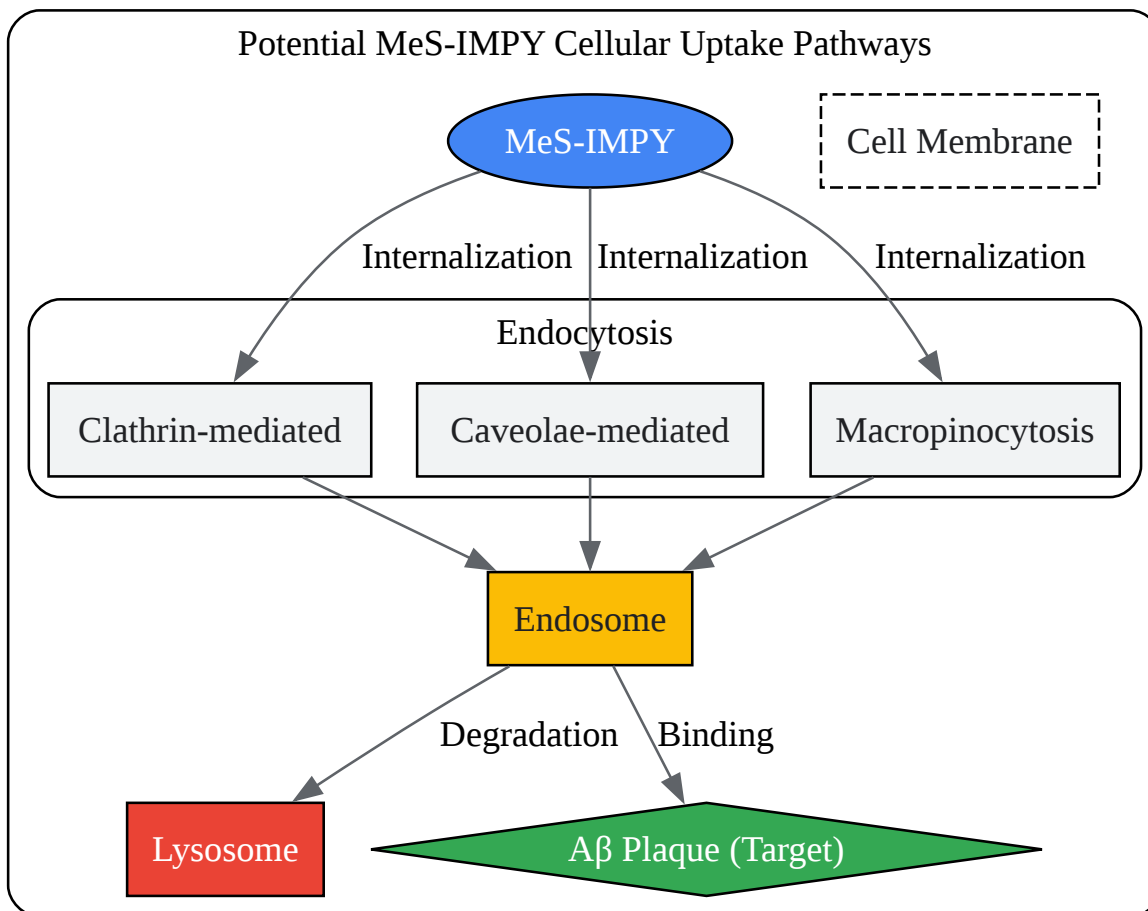 Potential MeS-IMPY Cellular Uptake Pathways
MeS-IMPY
Cell Membrane
Internalization
Internalization
Internalization
Endocytosis
Clathrin-mediated
Caveolae-mediated
Macropinocytosis
Endosome
Degradation
Binding
Lysosome
Aβ Plaque (Target)